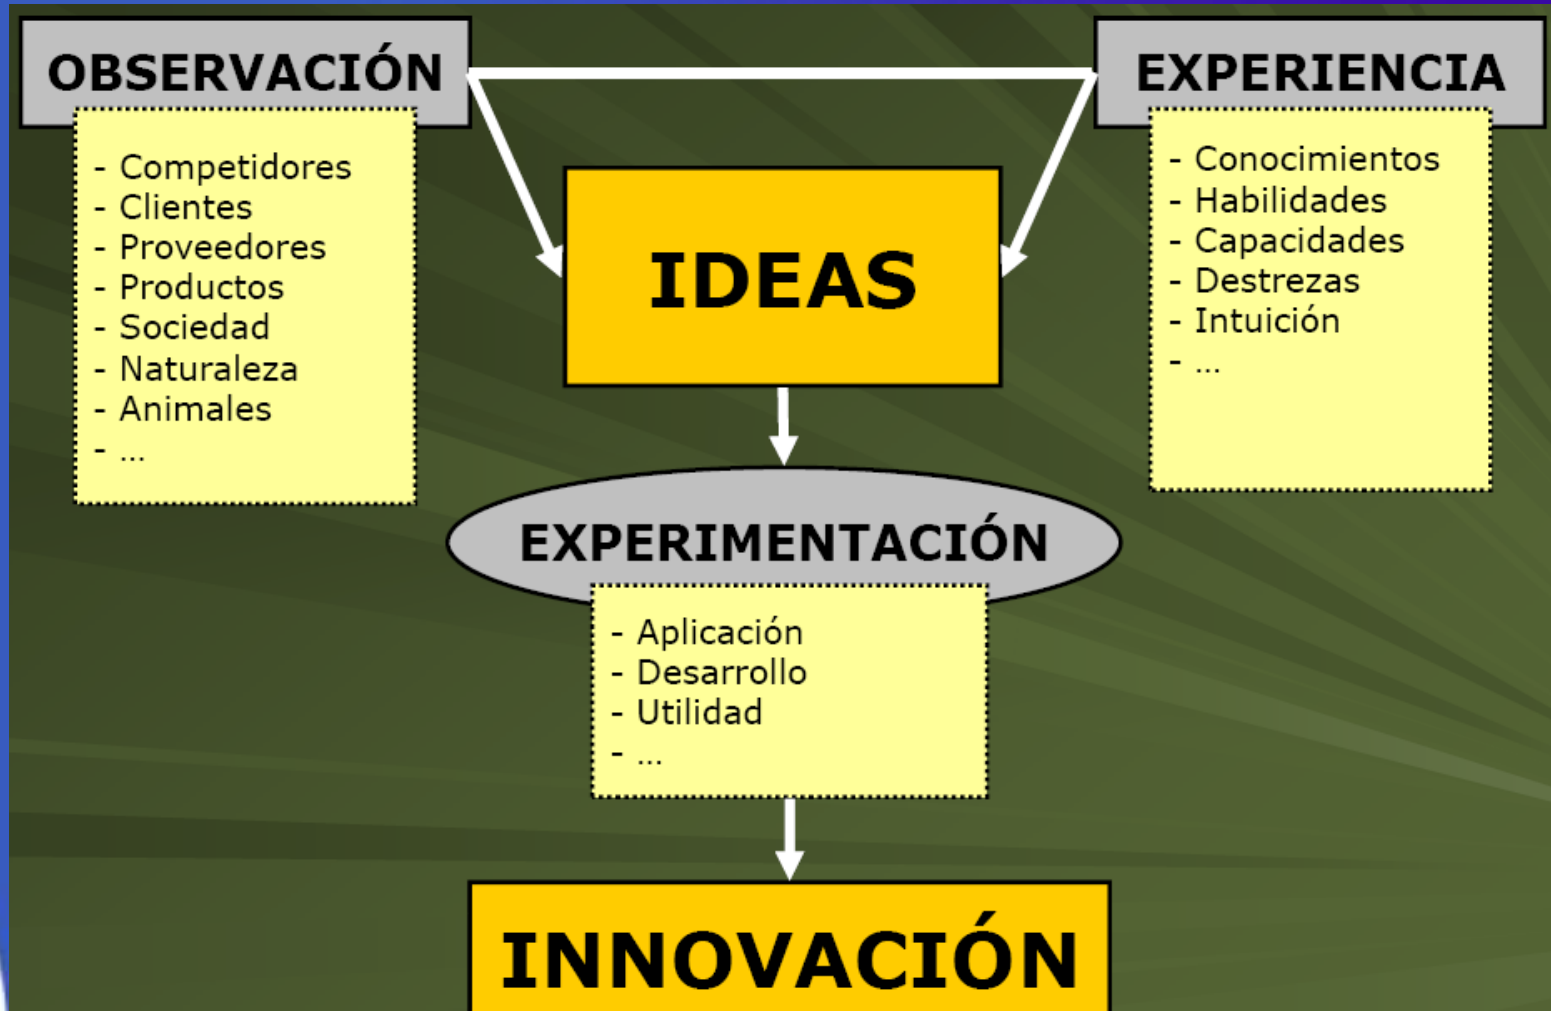 OBSERVACIÓN
- Competidores
- Clientes
- Proveedores
- Productos
- Sociedad
- Naturaleza
- Animales
- ...
EXPERIENCIA
- Conocimientos
- Habilidades
- Capacidades
- Destrezas
- Intuición
- ...
IDEAS
EXPERIMENTACIÓN
- Aplicación
- Desarrollo
- Utilidad
- ...
INNOVACIÓN